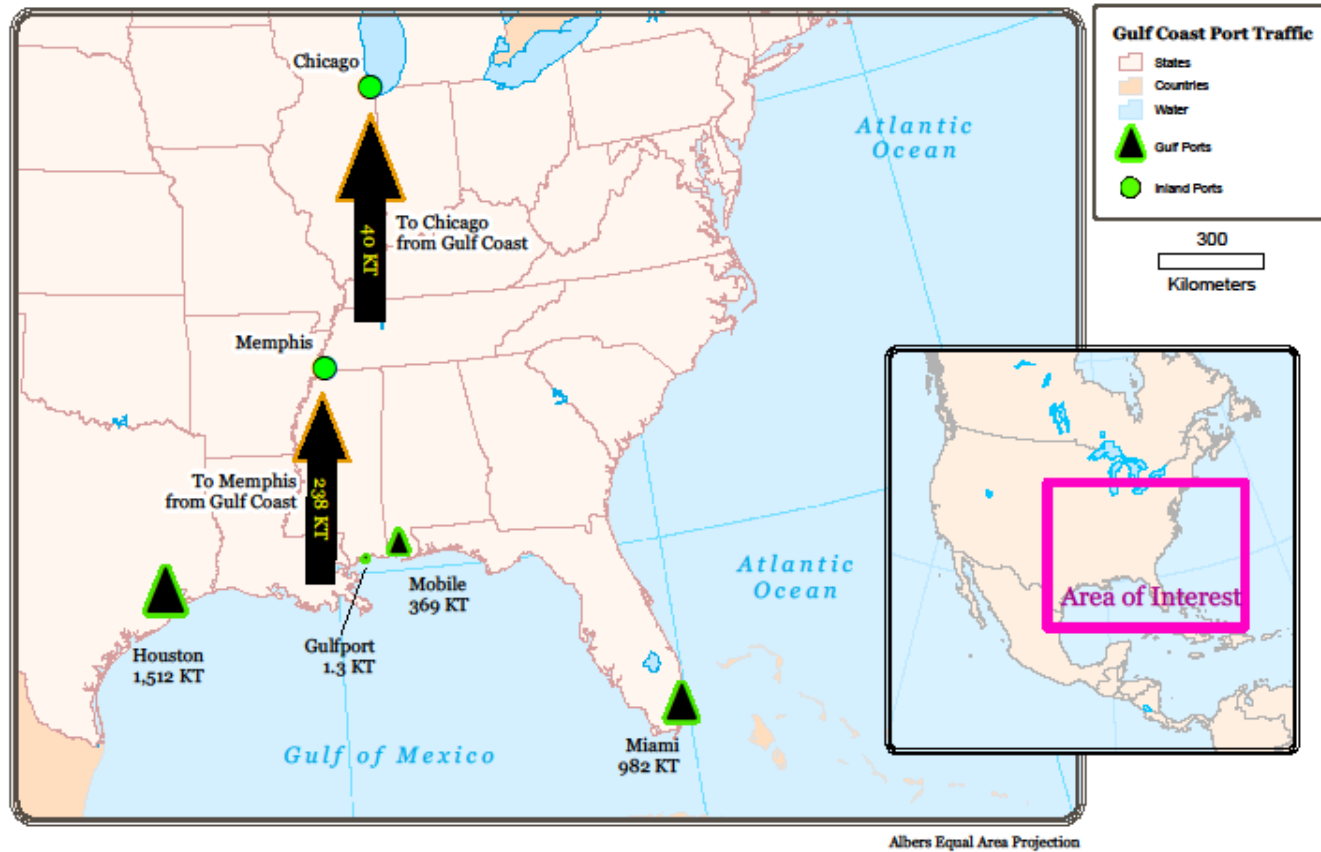 Chicago
To Chicago
from Gulf Coast
40 KT
Memphis
To Memphis
from Gulf Coast
238 KT
Houston
1,512 KT
Gulfport
1.3 KT
Mobile
369 KT
Miami
982 KT
Gulf of Mexico
Atlantic
Ocean
Atlantic
Ocean
Gulf Coast Port Traffic
States
Countries
Water
Gulf Ports
Inland Ports
300
Kilometers
Area of Interest
Albers Equal Area Projection